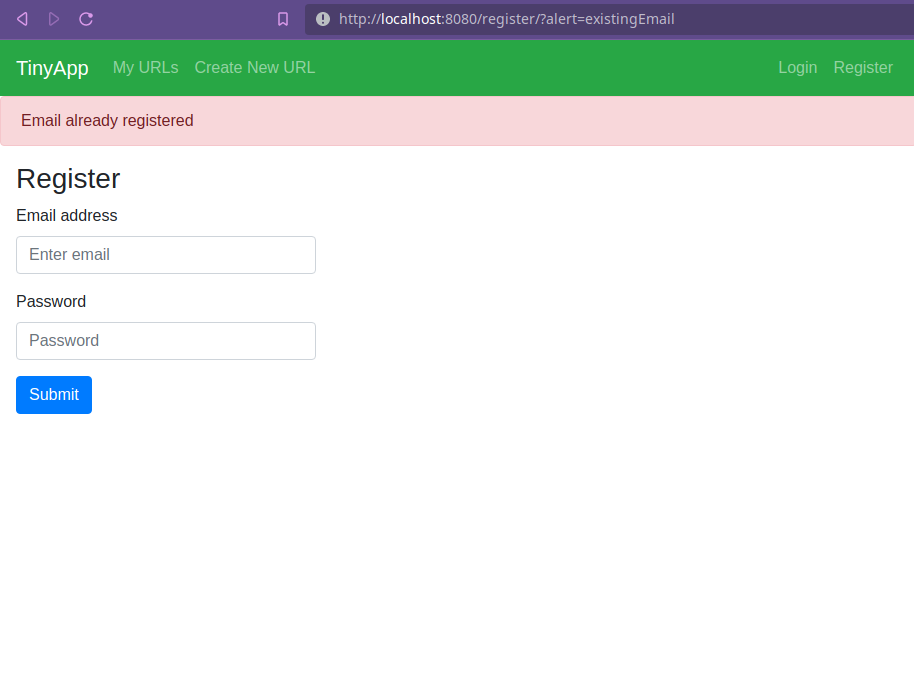 http://localhost:8080/register/?alert=existingEmail
TinyApp My URLs Create New URL Login Register
Email already registered
Register
Email address
Enter email
Password
Password
Submit